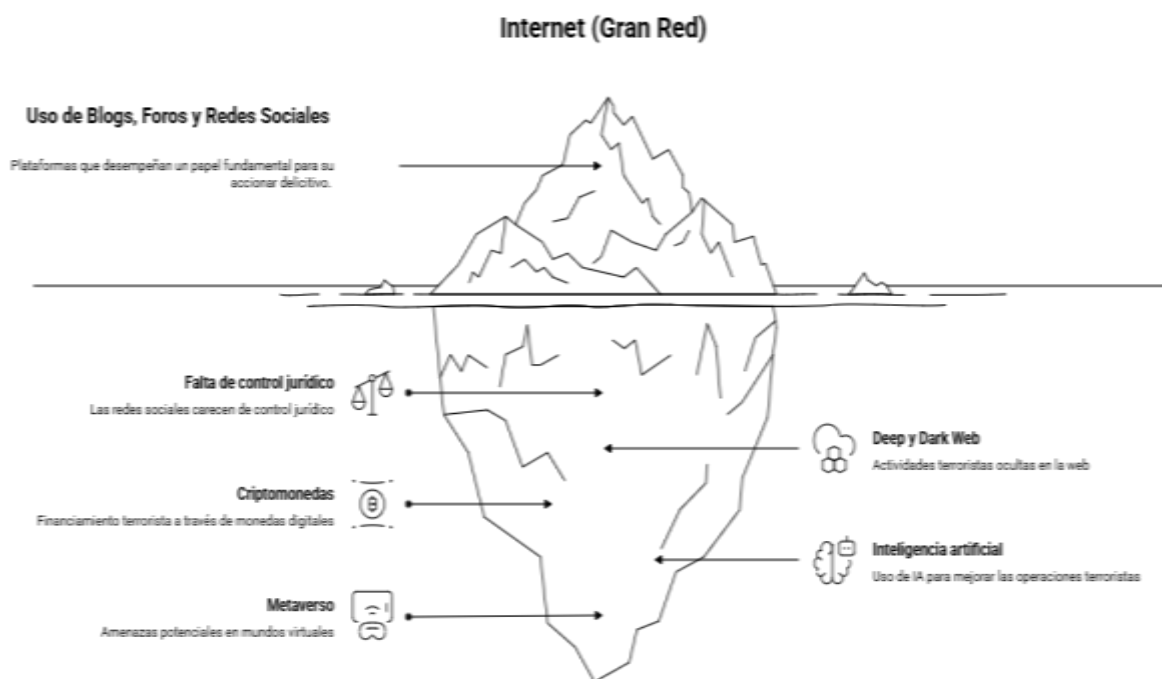 Internet (Gran Red)
Uso de Blogs, Foros y Redes Sociales
Plataformas que desempeñan un papel fundamental para su
accionar delicitivo.
Falta de control jurídico
Las redes sociales carecen de control jurídico
Deep y Dark Web
Actividades terroristas ocultas en la web
Criptomonedas
Financiamiento terrorista a través de monedas digitales
Inteligencia artificial
Uso de IA para mejorar las operaciones terroristas
Metaverso
Amenazas potenciales en mundos virtuales